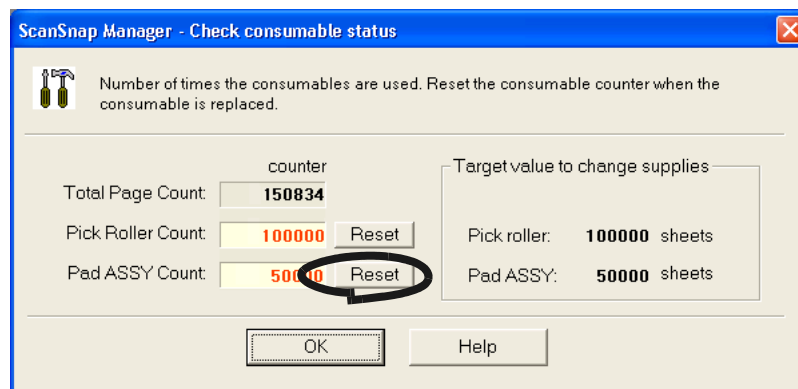 ScanSnap Manager - Check consumable status
Number of times the consumables are used. Reset the consumable counter when the
consumable is replaced.
counter
Target value to change supplies
Total Page Count: 150834
Pick Roller Count: 100000 Reset
Pick roller: 100000 sheets
Pad ASSY Count: 50000 Reset
Pad ASSY: 50000 sheets
OK Help